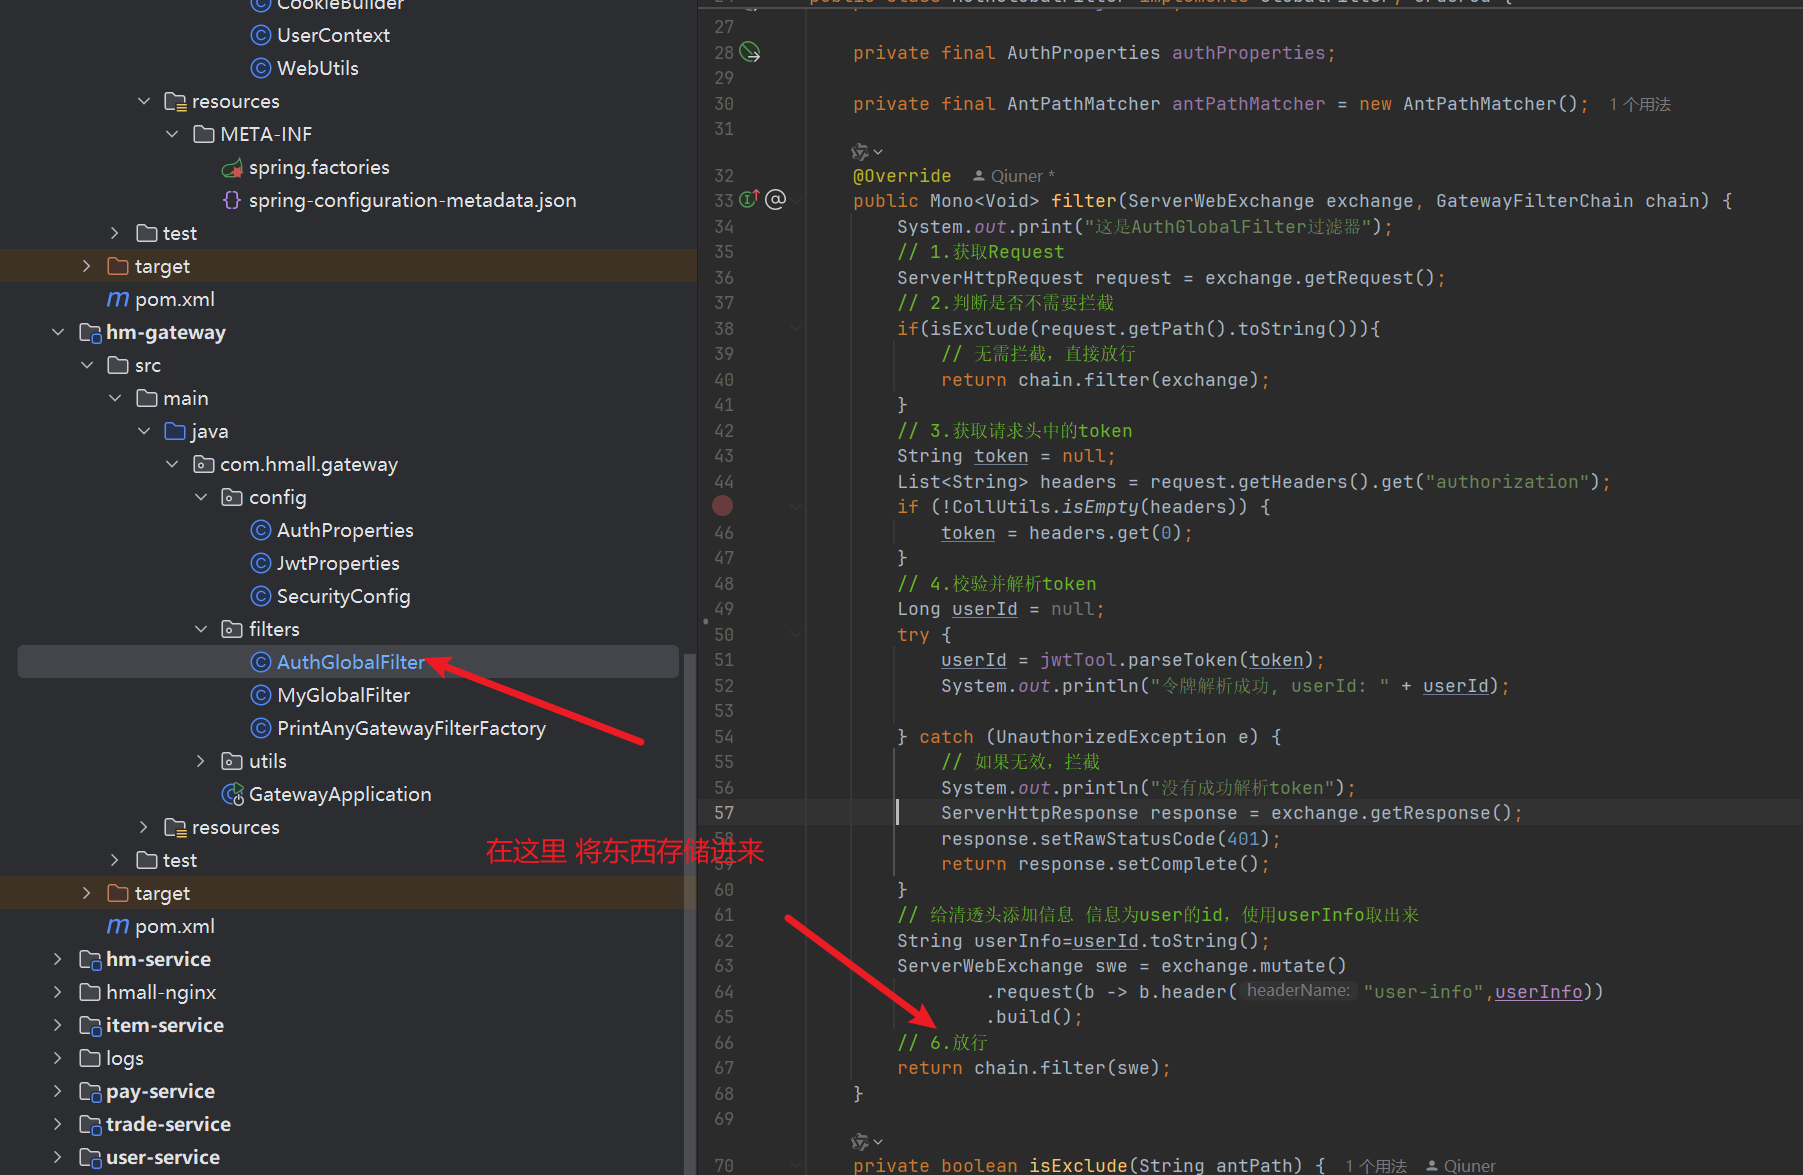 CookieBuilder
UserContext
WebUtils
resources
META-INF
spring.factories
spring-configuration-metadata.json
test
target
pom.xml
hm-gateway
src
main
java
com.hmall.gateway
config
AuthProperties
JwtProperties
SecurityConfig
filters
AuthGlobalFilter
MyGlobalFilter
PrintAnyGatewayFilterFactory
utils
GatewayApplication
resources
test
target
pom.xml
hm-service
hmall-nginx
item-service
logs
pay-service
trade-service
user-service
在这里 将东西存储进来
public class AuthGlobalFilter implements GlobalFilter, Ordered {
27
28 private final AuthProperties authProperties;
29
30 private final AntPathMatcher antPathMatcher = new AntPathMatcher(); 1 个用法
31
32 @Override Qiuner *
33 public Mono<Void> filter(ServerWebExchange exchange, GatewayFilterChain chain) {
34 System.out.print("这是AuthGlobalFilter过滤器");
35 // 1.获取Request
36 ServerHttpRequest request = exchange.getRequest();
37 // 2.判断是否不需要拦截
38 if(isExclude(request.getPath().toString())){
39 // 无需拦截，直接放行
40 return chain.filter(exchange);
41 }
42 // 3.获取请求头中的token
43 String token = null;
44 List<String> headers = request.getHeaders().get("authorization");
if (!CollUtils.isEmpty(headers)) {
46 token = headers.get(0);
47 }
48 // 4.校验并解析token
49 Long userId = null;
50 try {
51 userId = jwtTool.parseToken(token);
52 System.out.println("令牌解析成功, userId: " + userId);
53
54 } catch (UnauthorizedException e) {
55 // 如果无效，拦截
56 System.out.println("没有成功解析token");
57 ServerHttpResponse response = exchange.getResponse();
58 response.setRawStatusCode(401);
59 return response.setComplete();
60 }
61 // 给清透头添加信息 信息为user的id，使用userInfo取出来
62 String userInfo=userId.toString();
63 ServerWebExchange swe = exchange.mutate()
64 .request(b -> b.header( headerName: "user-info",userInfo))
65 .build();
66 // 6.放行
67 return chain.filter(swe);
68 }
69
70 private boolean isExclude(String antPath) { 1 个用法 Qiuner